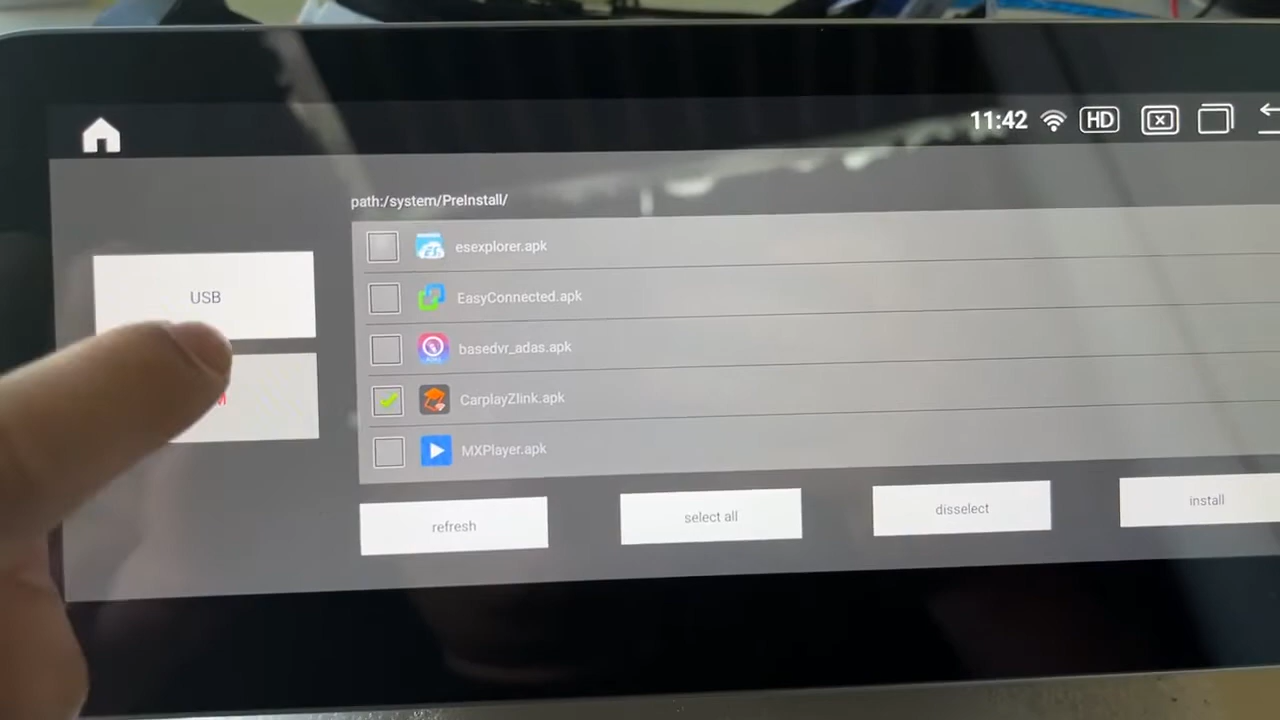 11:42 HD
path:/system/PreInstall/
esexplorer.apk
USB
EasyConnected.apk
basedvr_adas.apk
CarplayZlink.apk
MXPlayer.apk
refresh
select all
disselect
install